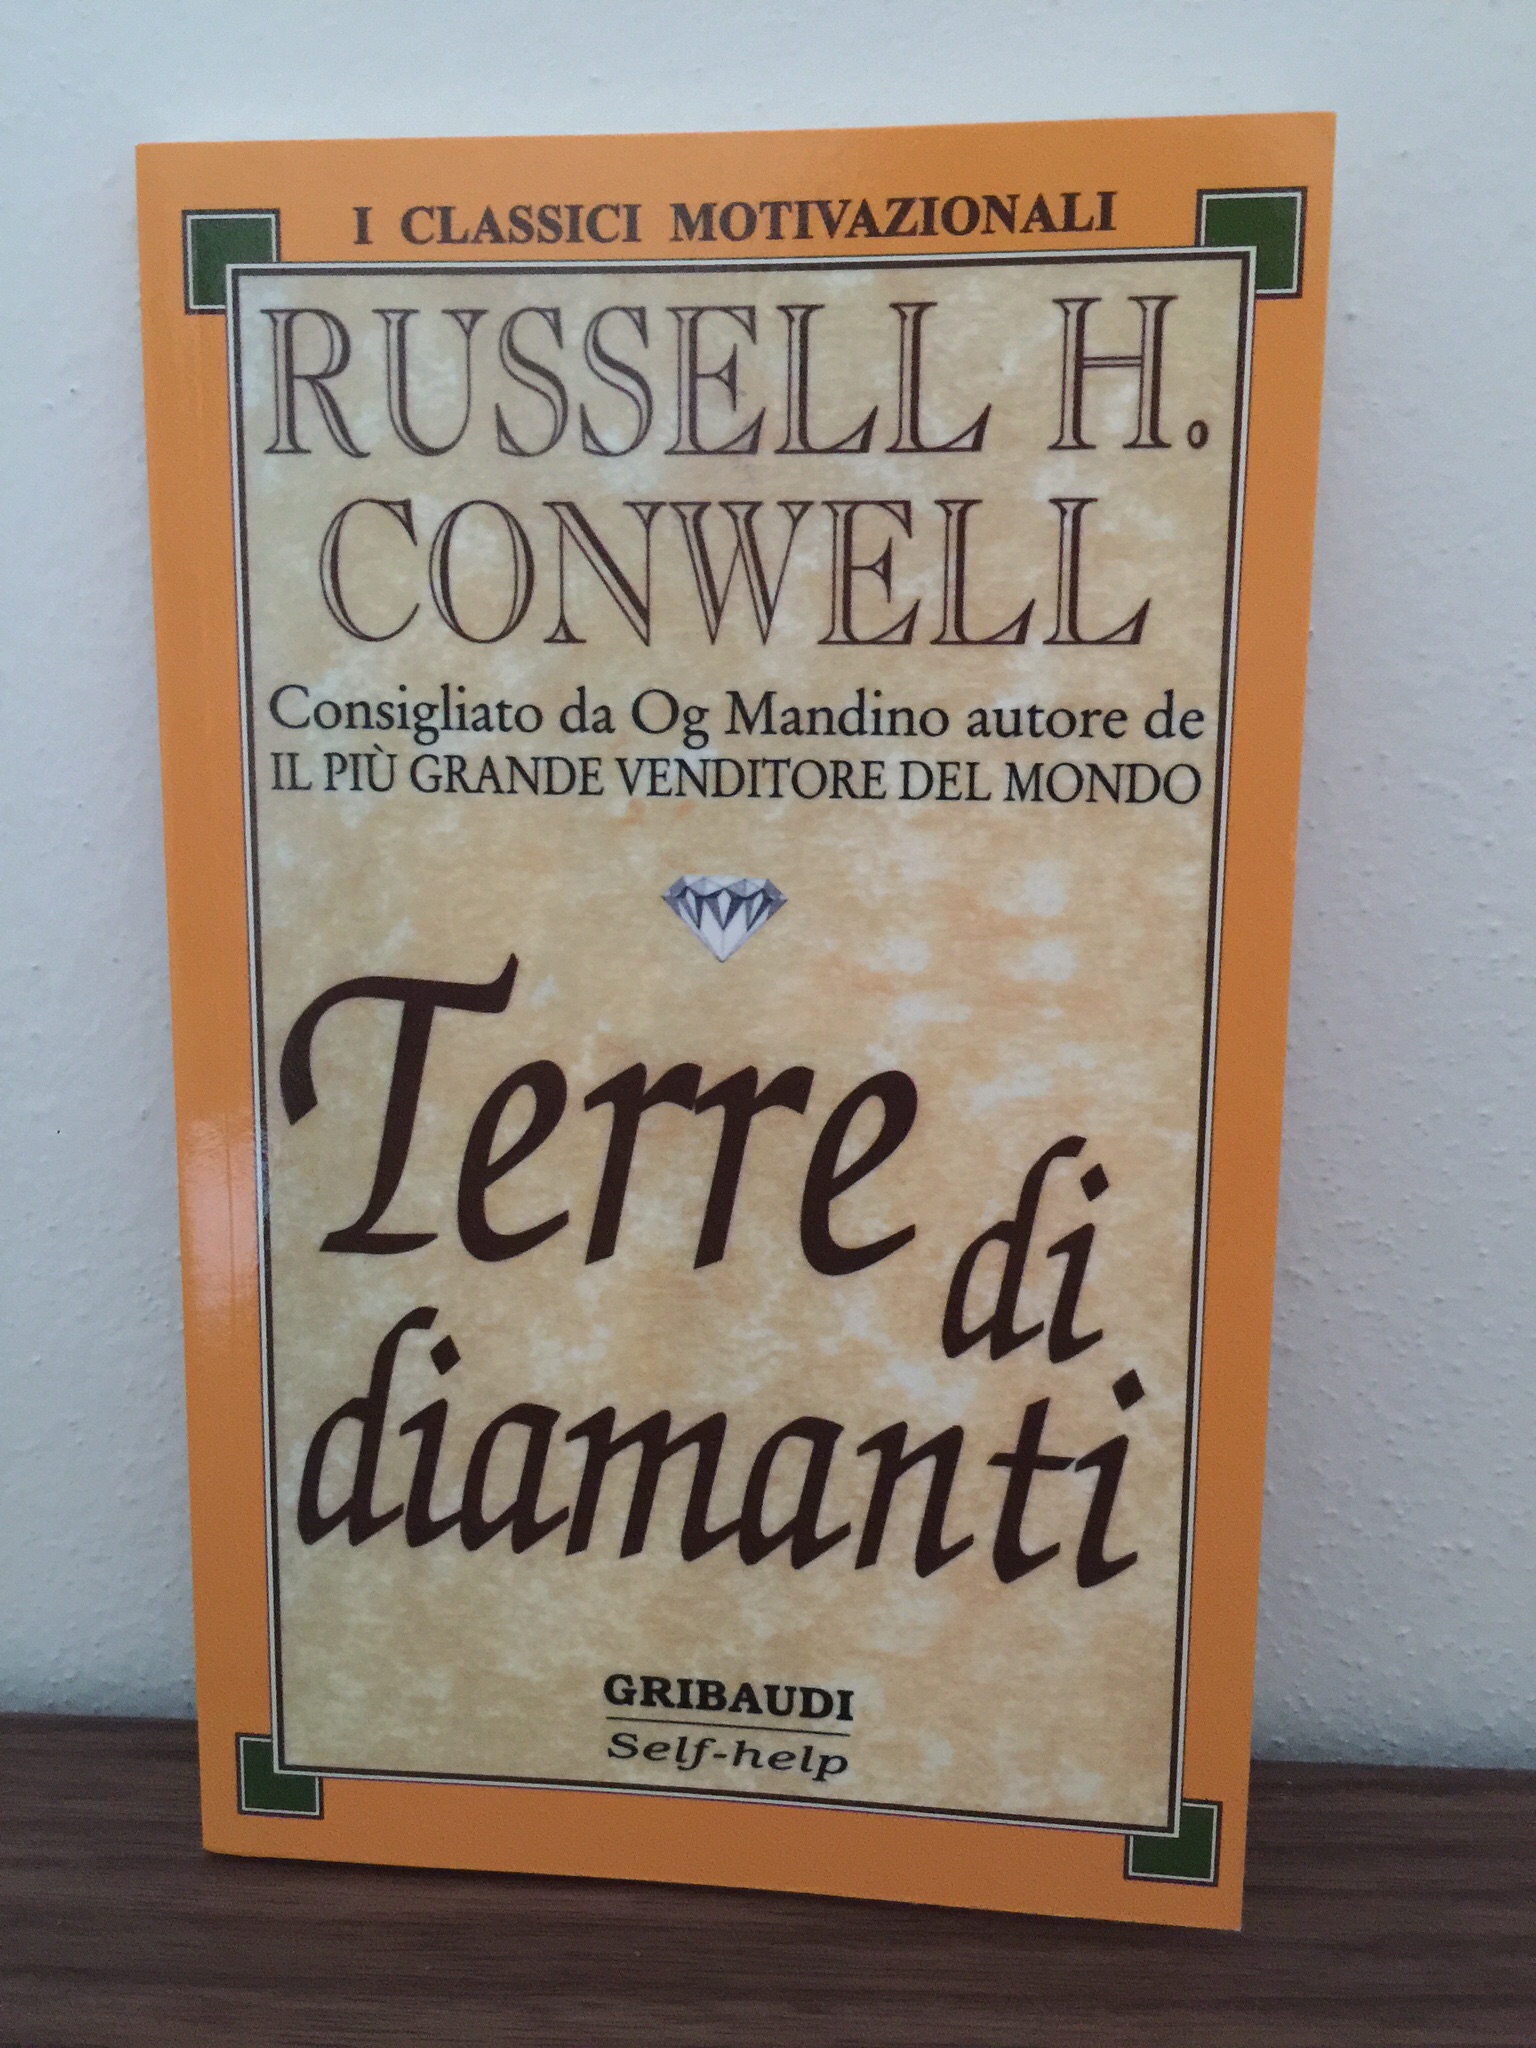 I CLASSICI MOTIVAZIONALI
RUSSELL H.
CONWELL
Consigliato da Og Mandino autore de
IL PIÙ GRANDE VENDITORE DEL MONDO
Terre di
diamanti
GRIBAUDI
Self-help